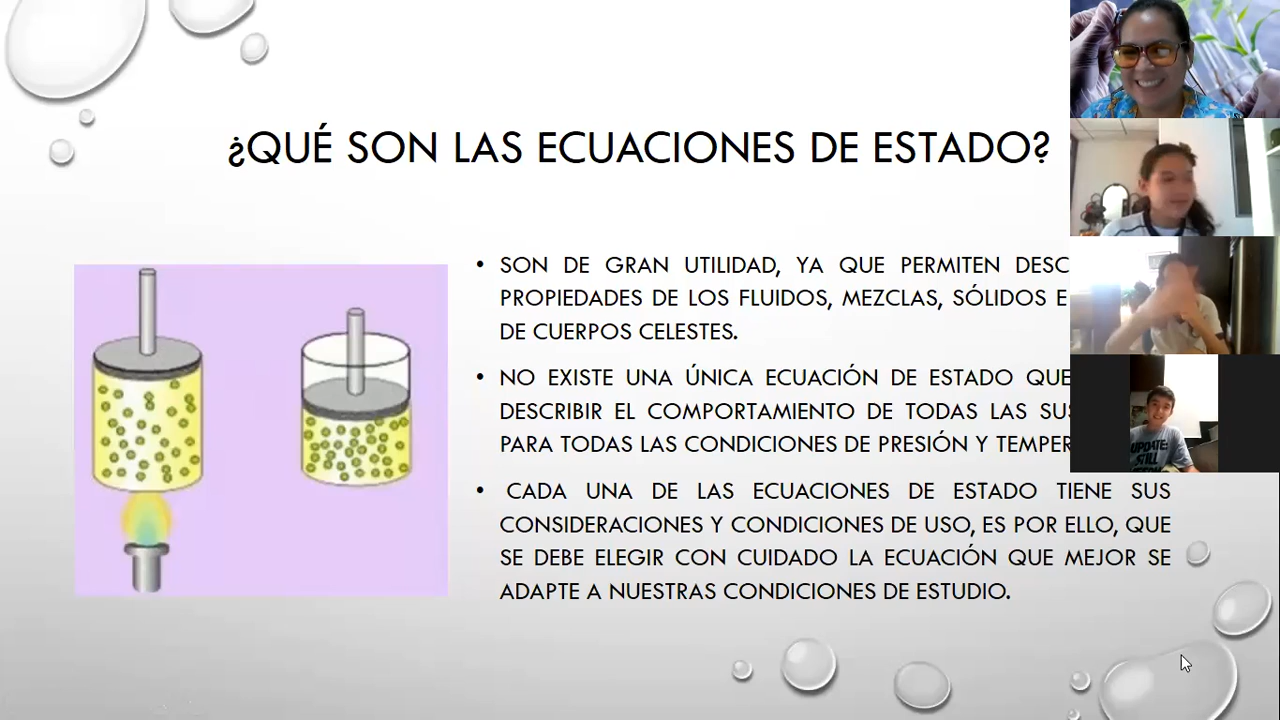 ¿QUÉ SON LAS ECUACIONES DE ESTADO?
• SON DE GRAN UTILIDAD, YA QUE PERMITEN
PROPIEDADES DE LOS FLUIDOS, MEZCLAS, SÓLIDOS E
DE CUERPOS CELESTES.
• NO EXISTE UNA ÚNICA ECUACIÓN DE ESTADO QUE
DESCRIBIR EL COMPORTAMIENTO DE TODAS LAS
PARA TODAS LAS CONDICIONES DE PRESIÓN Y
• CADA UNA DE LAS ECUACIONES DE ESTADO TIENE SUS
CONSIDERACIONES Y CONDICIONES DE USO, ES POR ELLO, QUE
SE DEBE ELEGIR CON CUIDADO LA ECUACIÓN QUE MEJOR SE
ADAPTE A NUESTRAS CONDICIONES DE ESTUDIO.
UPDATE:
STILL